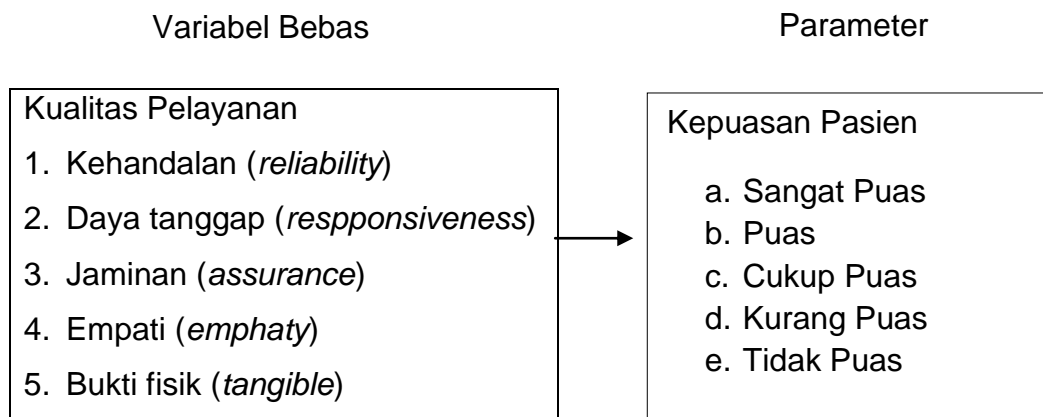 Variabel Bebas
Parameter
Kualitas Pelayanan
1. Kehandalan (reliability)
2. Daya tanggap (respponsiveness)
3. Jaminan (assurance)
4. Empati (emphaty)
5. Bukti fisik (tangible)
Kepuasan Pasien
a. Sangat Puas
b. Puas
c. Cukup Puas
d. Kurang Puas
e. Tidak Puas